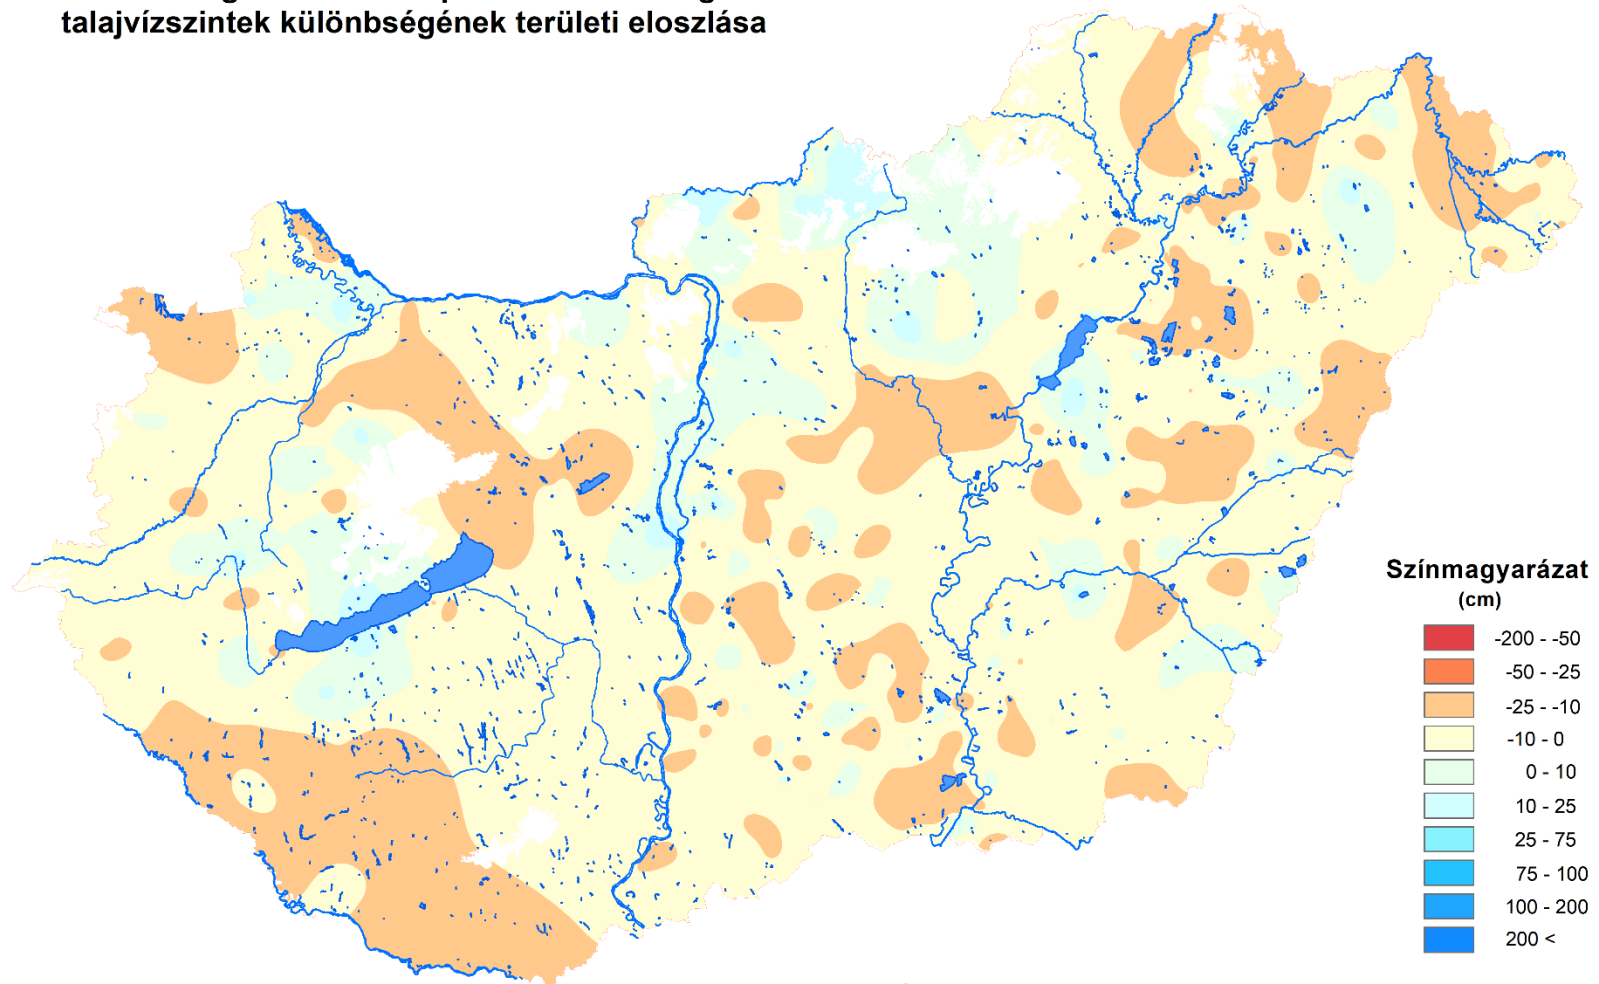 talajvízszintek különbségének területi eloszlása
Színmagyarázat
(cm)
-200 - -50
-50 - -25
-25 - -10
-10 - 0
0 - 10
10 - 25
25 - 75
75 - 100
100 - 200
200 <